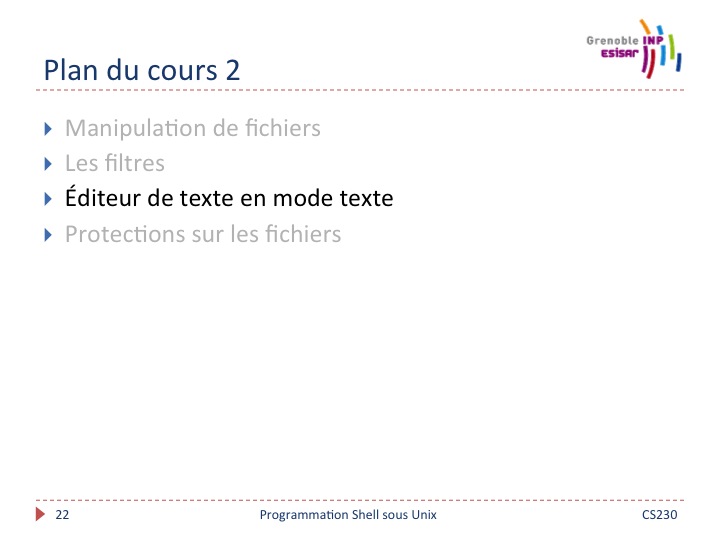 Grenoble INP
esisar
Plan du cours 2
Manipulation de fichiers
Les filtres
Éditeur de texte en mode texte
Protections sur les fichiers
22 Programmation Shell sous Unix CS230